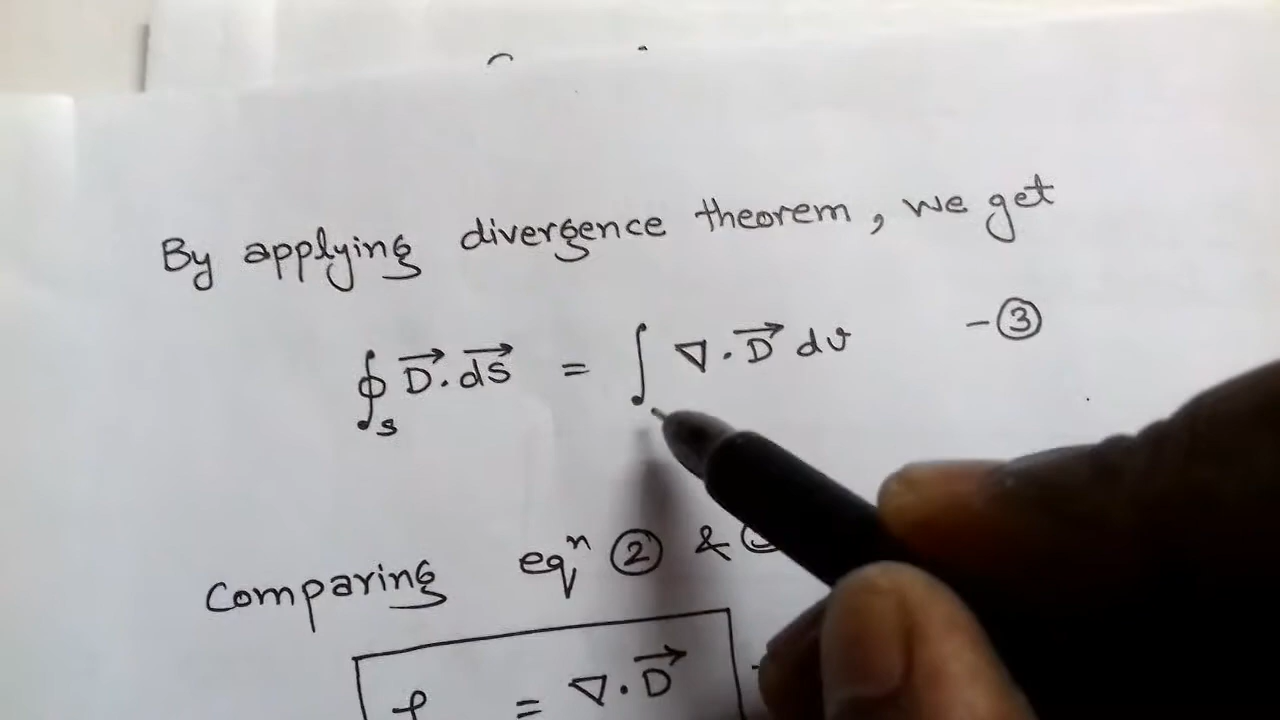 By applying divergence theorem, we get
∮ₛ D⃗ · dS⃗ = ∫ ∇ · D⃗ dv - ③
Comparing eqⁿ ② &
= ∇ · D⃗